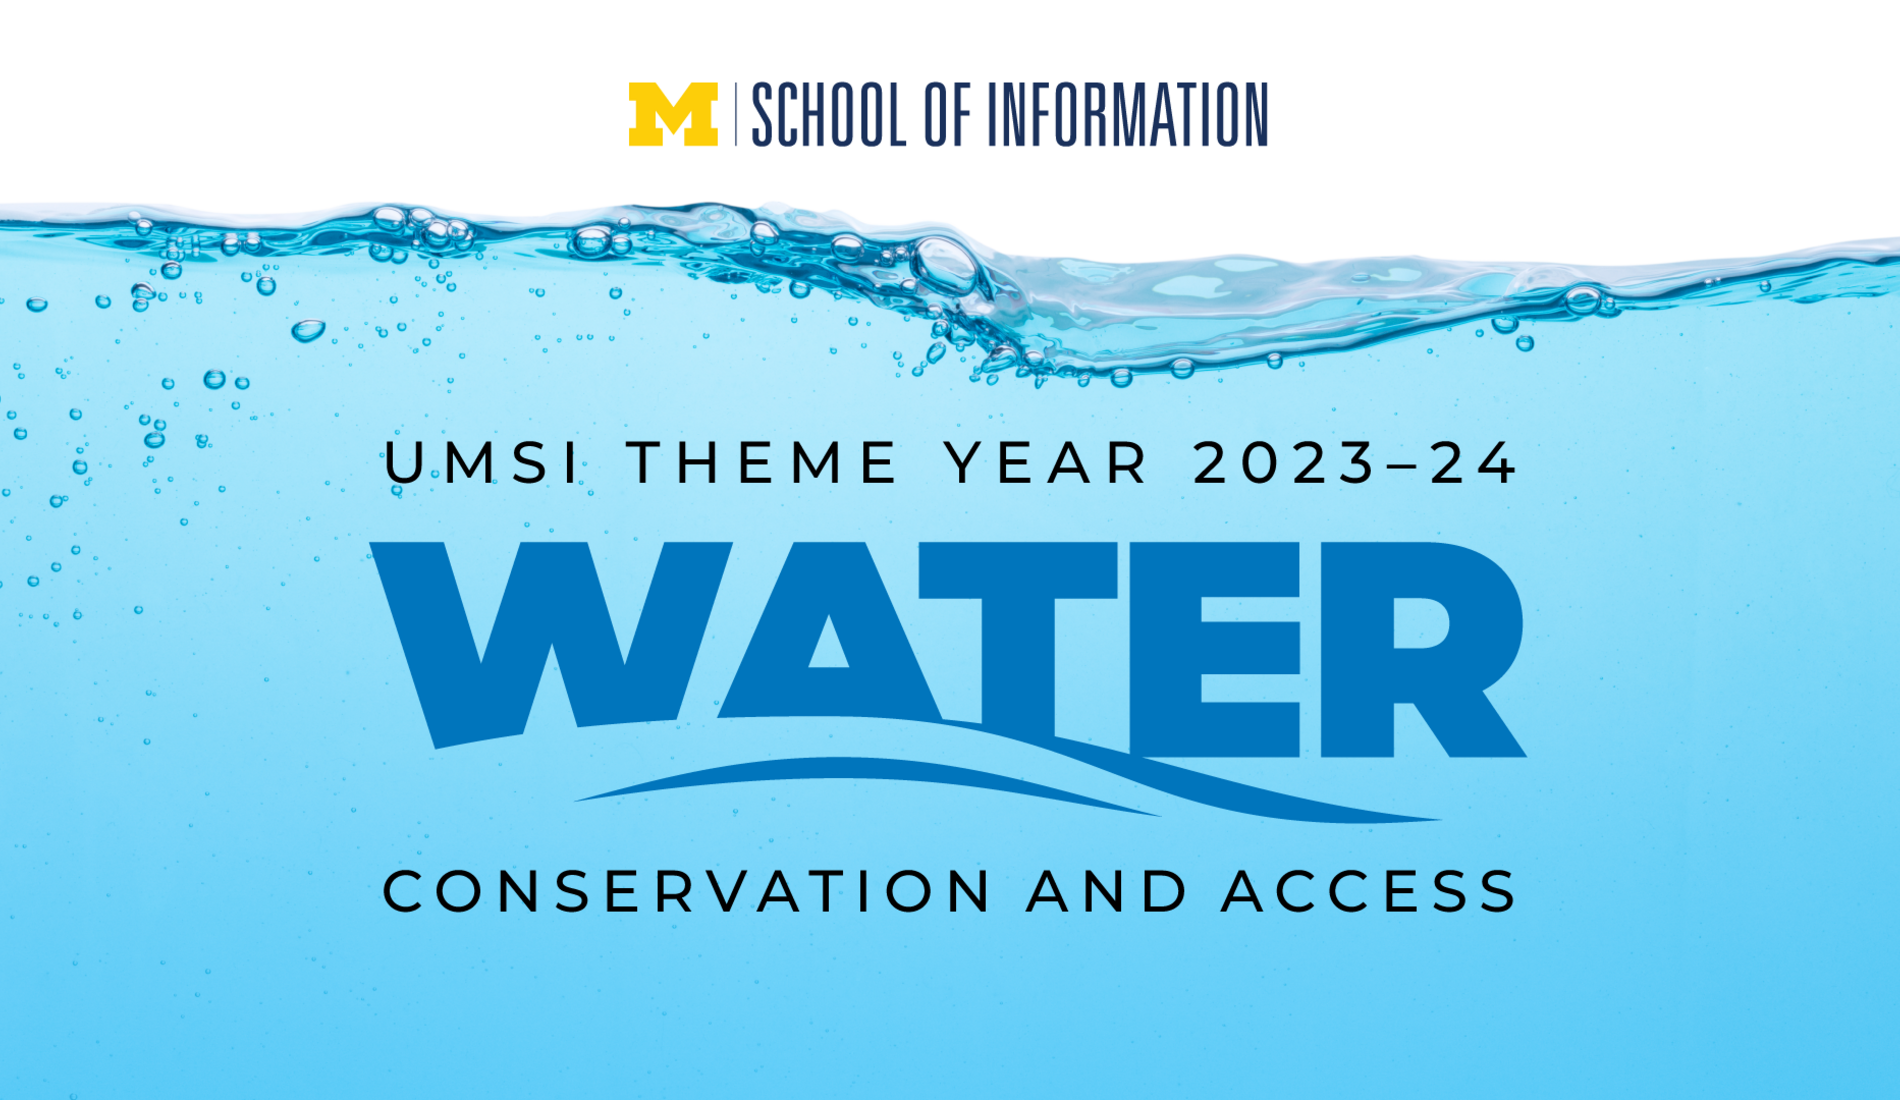 M | SCHOOL OF INFORMATION
UMSI THEME YEAR 2023–24
WATER
CONSERVATION AND ACCESS